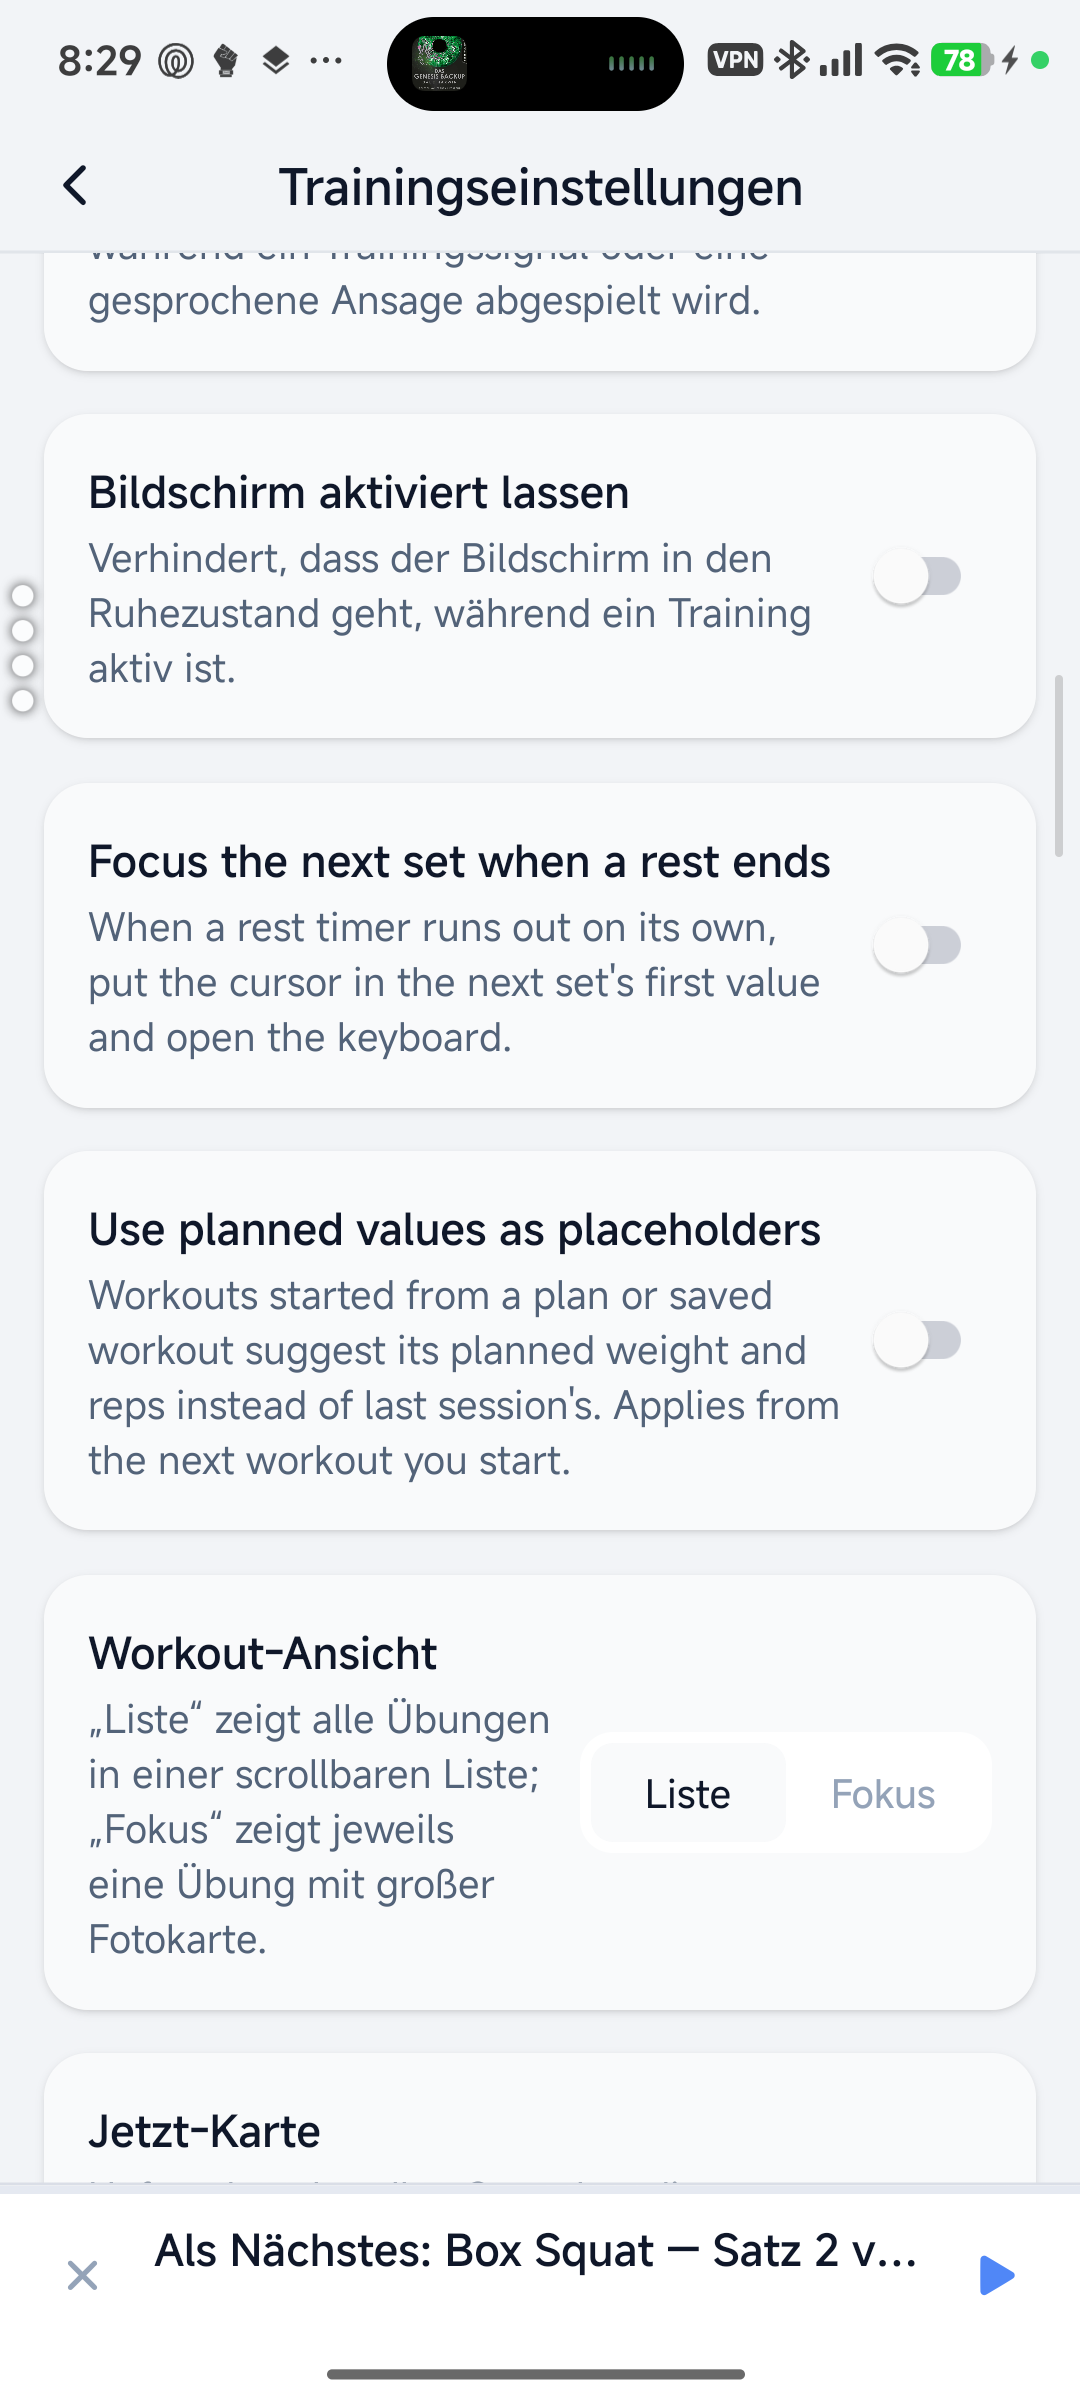 8:29
VPN
78
Trainingseinstellungen
während ein Trainingssignal oder eine
gesprochene Ansage abgespielt wird.
Bildschirm aktiviert lassen
Verhindert, dass der Bildschirm in den
Ruhezustand geht, während ein Training
aktiv ist.
Focus the next set when a rest ends
When a rest timer runs out on its own,
put the cursor in the next set's first value
and open the keyboard.
Use planned values as placeholders
Workouts started from a plan or saved
workout suggest its planned weight and
reps instead of last session's. Applies from
the next workout you start.
Workout-Ansicht
„Liste“ zeigt alle Übungen
in einer scrollbaren Liste;
„Fokus“ zeigt jeweils
eine Übung mit großer
Fotokarte.
Liste
Fokus
Jetzt-Karte
Als Nächstes: Box Squat — Satz 2 v...